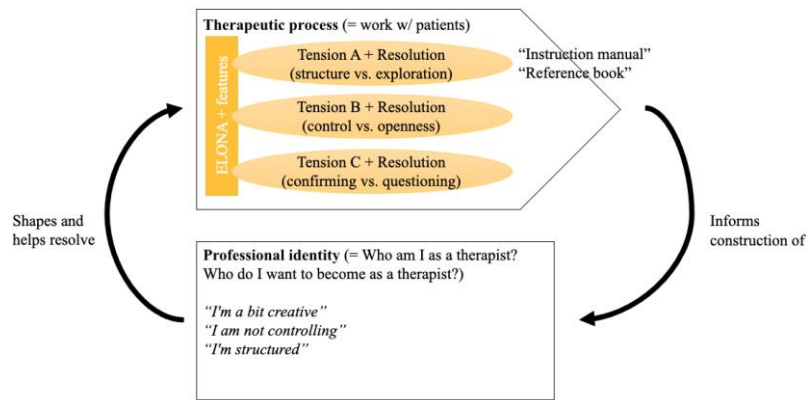 Therapeutic process (= work w/ patients)
ELONA + features
Tension A + Resolution
(structure vs. exploration)
“Instruction manual”
“Reference book”
Tension B + Resolution
(control vs. openness)
Tension C + Resolution
(confirming vs. questioning)
Shapes and
helps resolve
Informs
construction of
Professional identity (= Who am I as a therapist?
Who do I want to become as a therapist?)
“I'm a bit creative”
“I am not controlling”
“I'm structured”